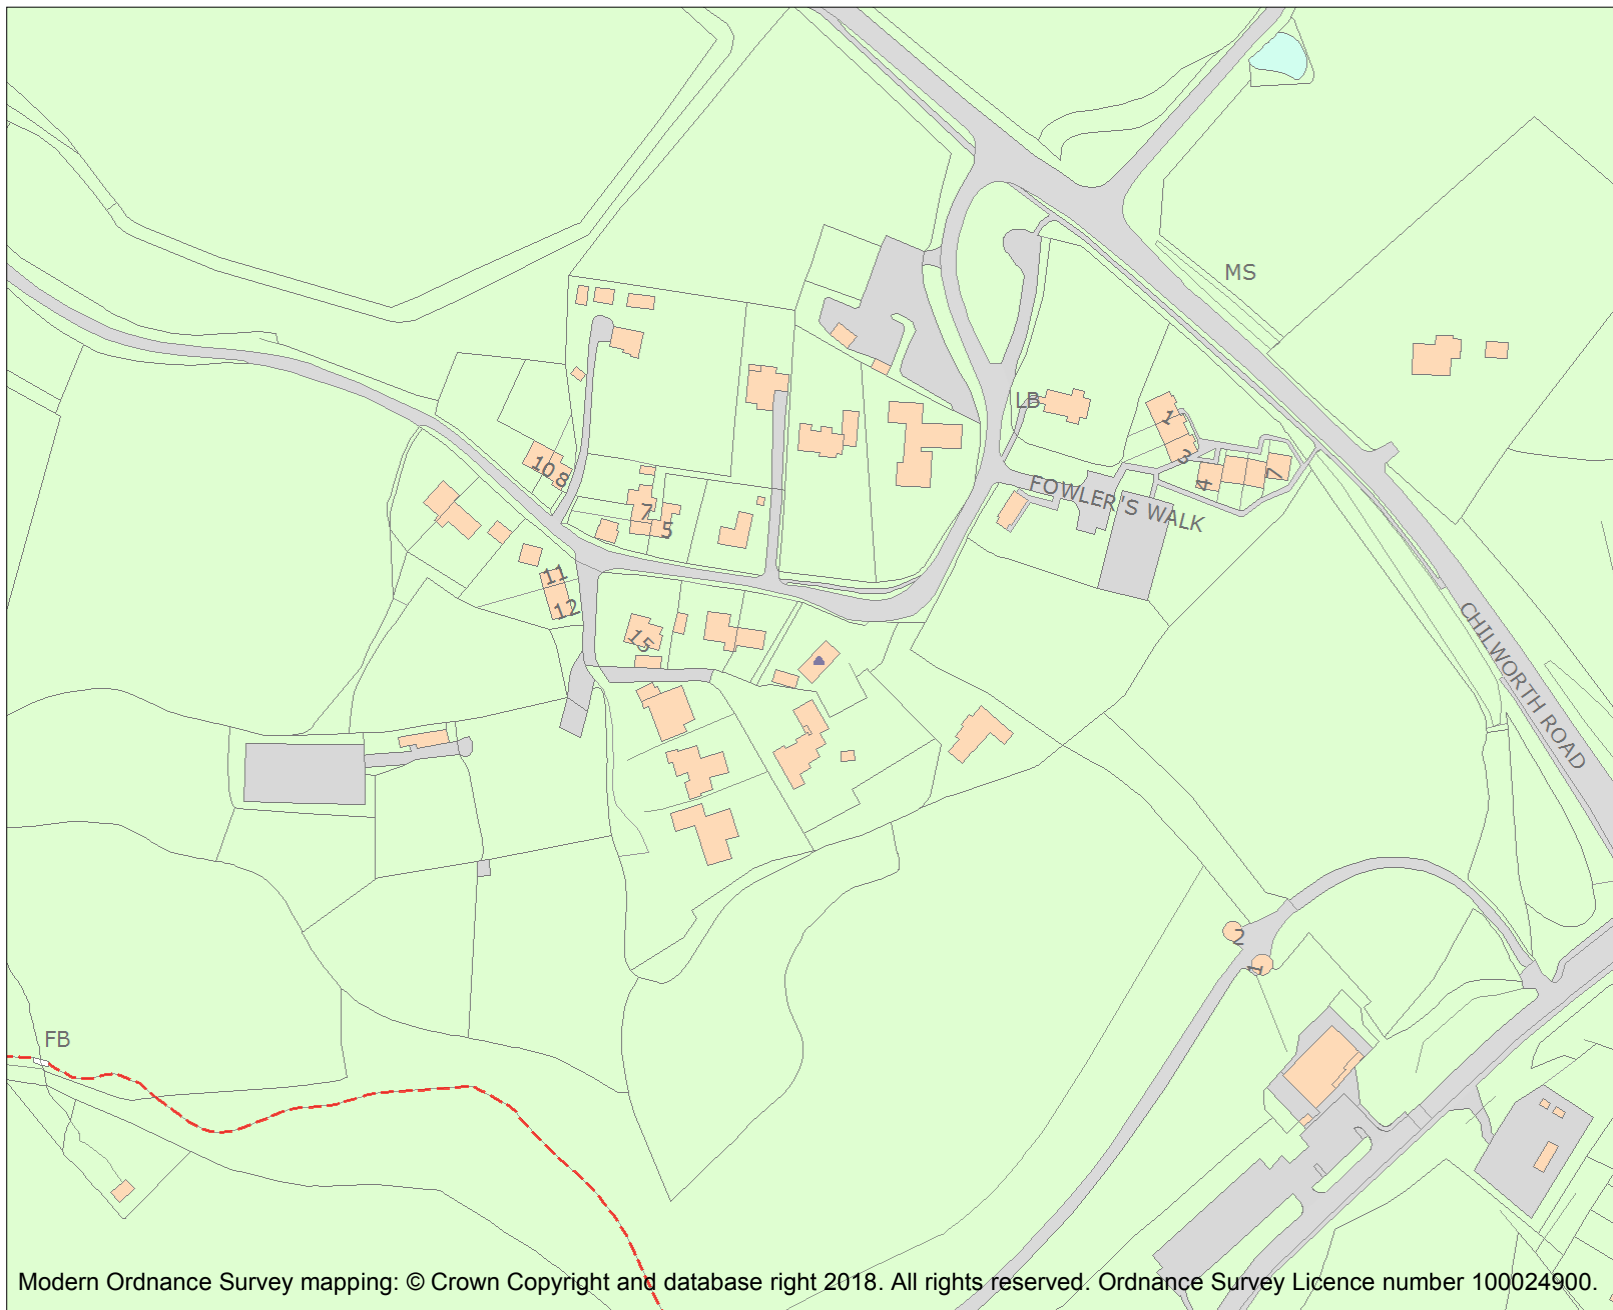 MS
LB
1
3
4
7
10
8
FOWLER'S WALK
7
5
11
12
15
CHILWORTH ROAD
2
1
FB
Modern Ordnance Survey mapping: © Crown Copyright and database right 2018. All rights reserved. Ordnance Survey Licence number 100024900.